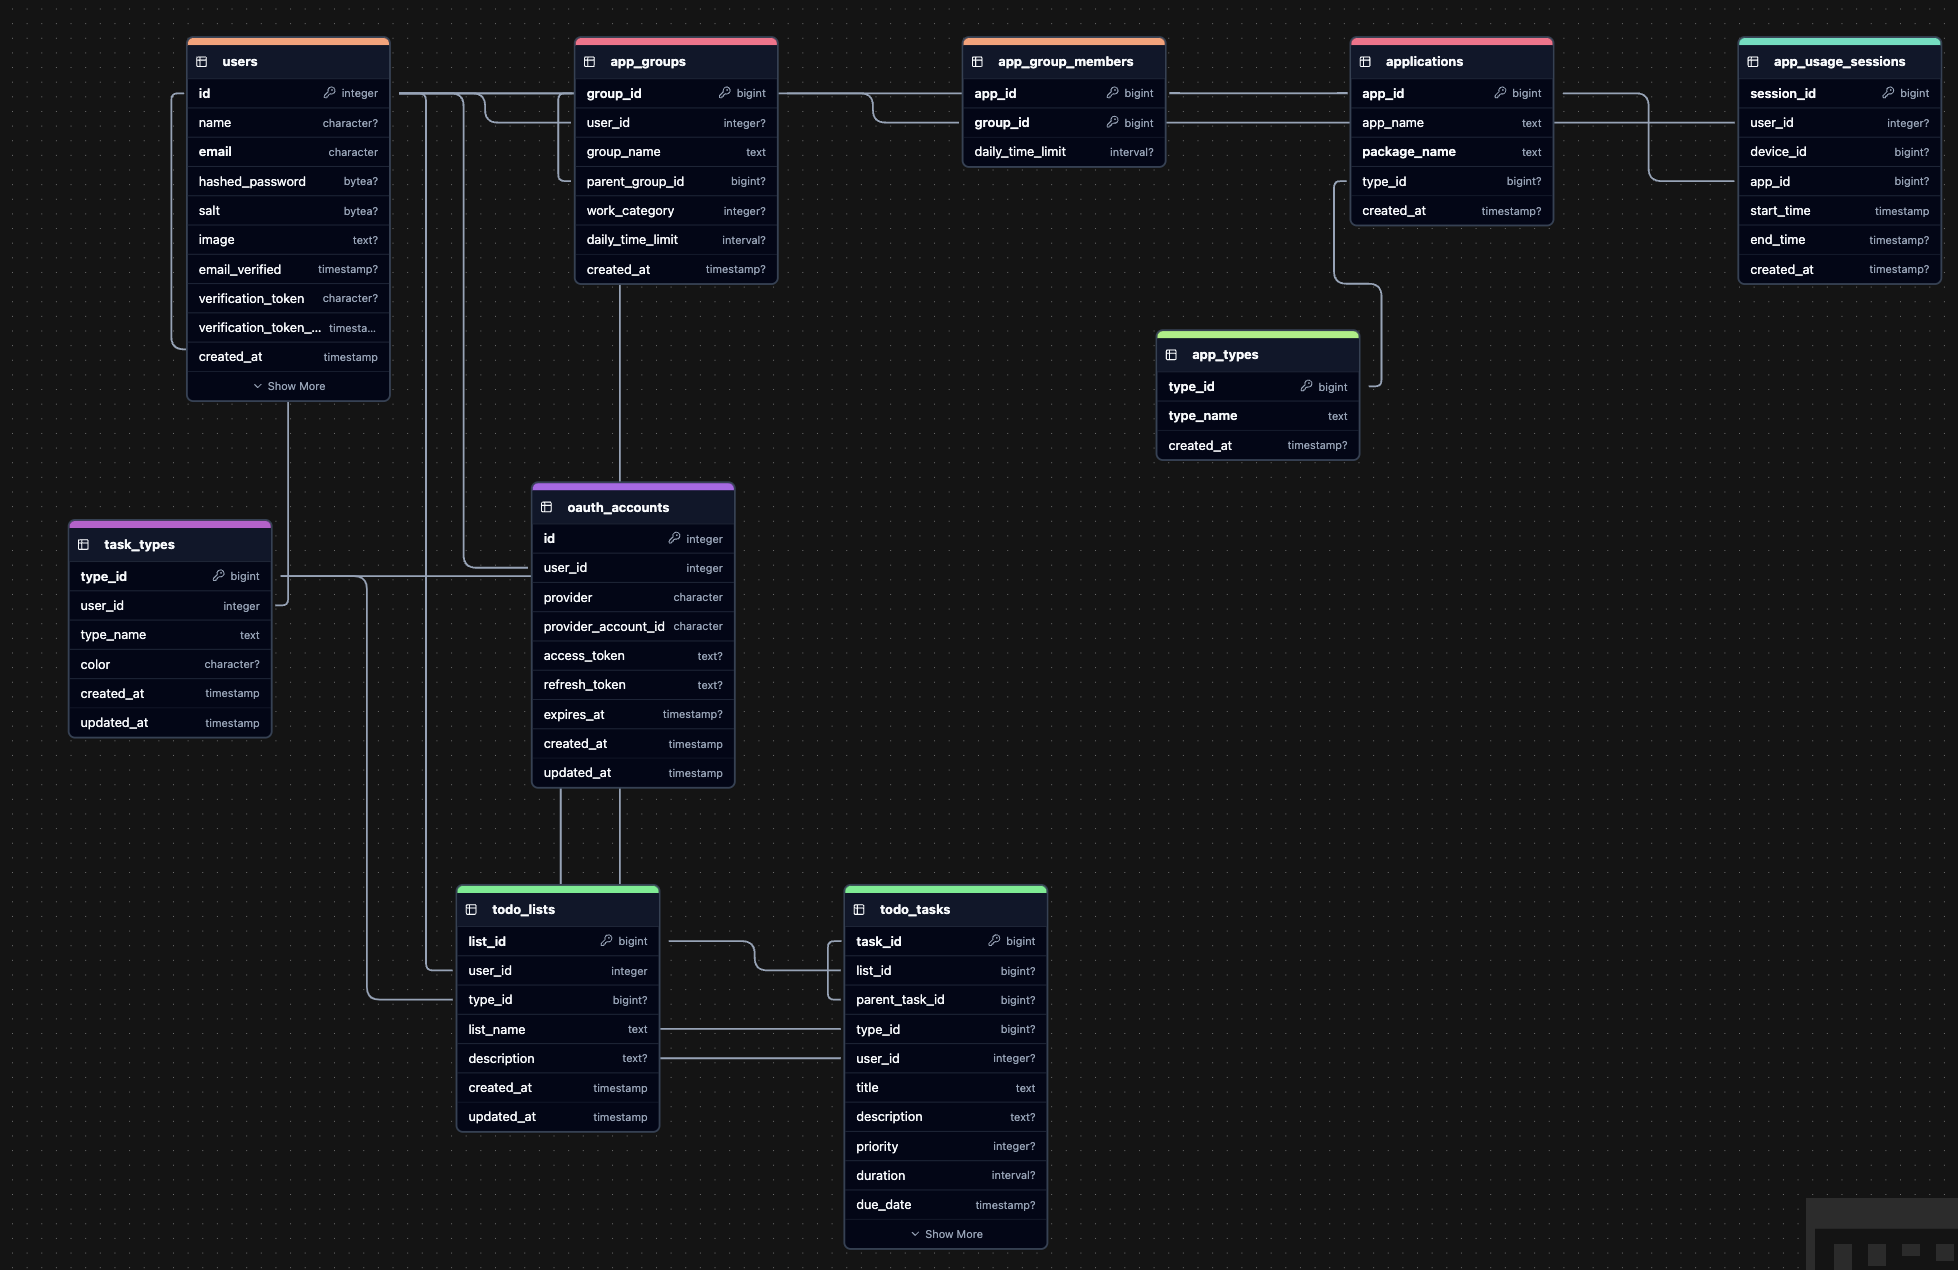 users
id integer
name character?
email character
hashed_password bytea?
salt bytea?
image text?
email_verified timestamp?
verification_token character?
verification_token_... timesta...
created_at timestamp
Show More
app_groups
group_id bigint
user_id integer?
group_name text
parent_group_id bigint?
work_category integer?
daily_time_limit interval?
created_at timestamp?
app_group_members
app_id bigint
group_id bigint
daily_time_limit interval?
applications
app_id bigint
app_name text
package_name text
type_id bigint?
created_at timestamp?
app_usage_sessions
session_id bigint
user_id integer?
device_id bigint?
app_id bigint?
start_time timestamp
end_time timestamp?
created_at timestamp?
app_types
type_id bigint
type_name text
created_at timestamp?
task_types
type_id bigint
user_id integer
type_name text
color character?
created_at timestamp
updated_at timestamp
oauth_accounts
id integer
user_id integer
provider character
provider_account_id character
access_token text?
refresh_token text?
expires_at timestamp?
created_at timestamp
updated_at timestamp
todo_lists
list_id bigint
user_id integer
type_id bigint?
list_name text
description text?
created_at timestamp
updated_at timestamp
todo_tasks
task_id bigint
list_id bigint?
parent_task_id bigint?
type_id bigint?
user_id integer?
title text
description text?
priority integer?
duration interval?
due_date timestamp?
Show More